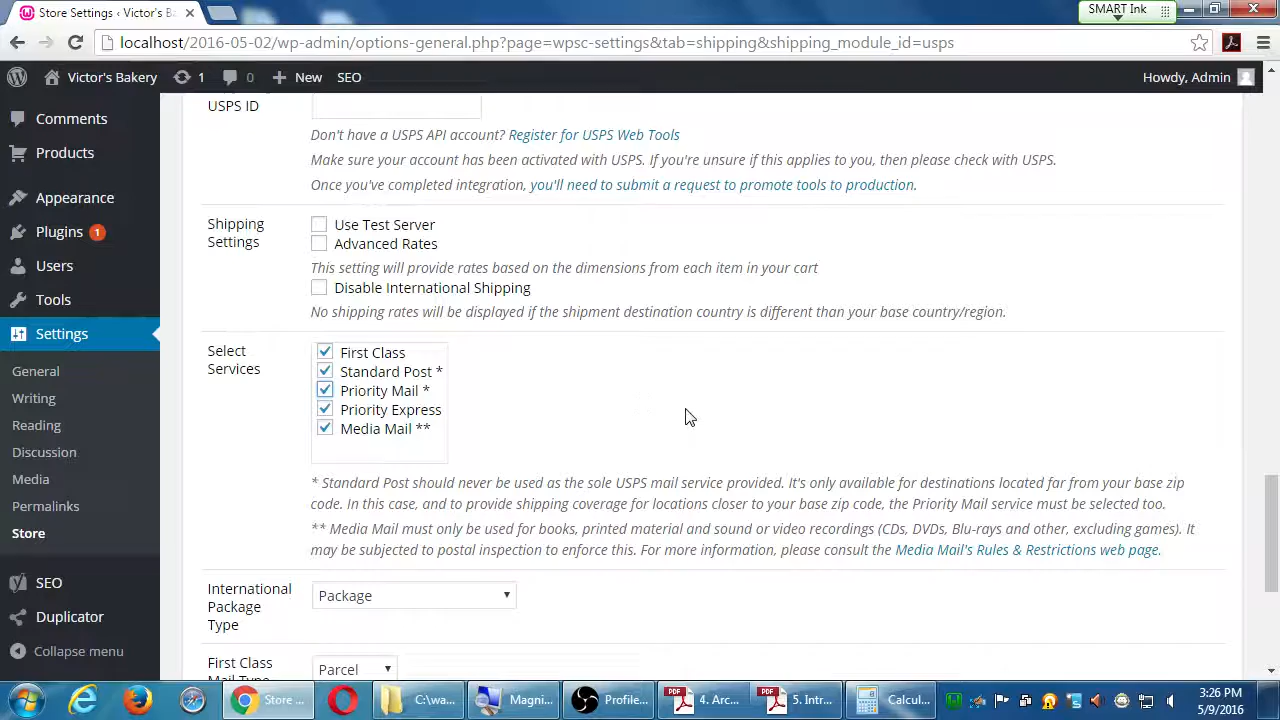 Store Settings ‹ Victor's Ba
SMART Ink
localhost/2016-05-02/wp-admin/options-general.php?pa
=wpsc-settings&tab=shipping&shipping_module_id=usps
Victor's Bakery
1
0
New
SEO
Howdy, Admin
Comments
Products
Appearance
Plugins 1
Users
Tools
Settings
General
Writing
Reading
Discussion
Media
Permalinks
Store
SEO
Duplicator
Collapse menu
USPS ID
Don't have a USPS API account? Register for USPS Web Tools
Make sure your account has been activated with USPS. If you're unsure if this applies to you, then please check with USPS.
Once you've completed integration, you'll need to submit a request to promote tools to production.
Shipping Settings
Use Test Server
Advanced Rates
This setting will provide rates based on the dimensions from each item in your cart
Disable International Shipping
No shipping rates will be displayed if the shipment destination country is different than your base country/region.
Select Services
First Class
Standard Post *
Priority Mail *
Priority Express
Media Mail **
* Standard Post should never be used as the sole USPS mail service provided. It's only available for destinations located far from your base zip
code. In this case, and to provide shipping coverage for locations closer to your base zip code, the Priority Mail service must be selected too.
** Media Mail must only be used for books, printed material and sound or video recordings (CDs, DVDs, Blu-rays and other, excluding games). It
may be subjected to postal inspection to enforce this. For more information, please consult the Media Mail's Rules & Restrictions web page.
International Package Type
Package
First Class
Parcel
Store ...
C:\wa...
Magni...
Profile...
PDF 4. Arc...
PDF 5. Intr...
Calcul...
3:26 PM
5/9/2016